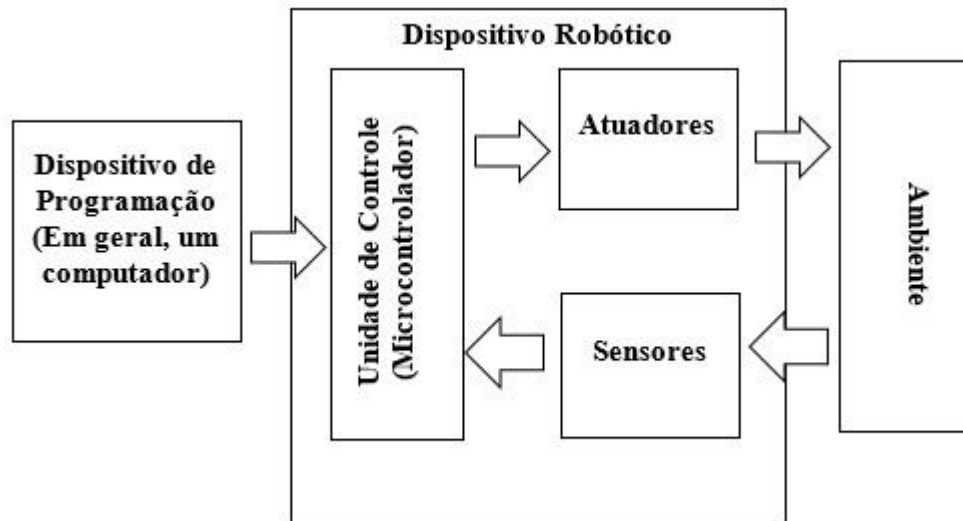 Dispositivo Robótico
Dispositivo de
Programação
(Em geral, um
computador)
Unidade de Controle
(Microcontrolador)
Atuadores
Sensores
Ambiente